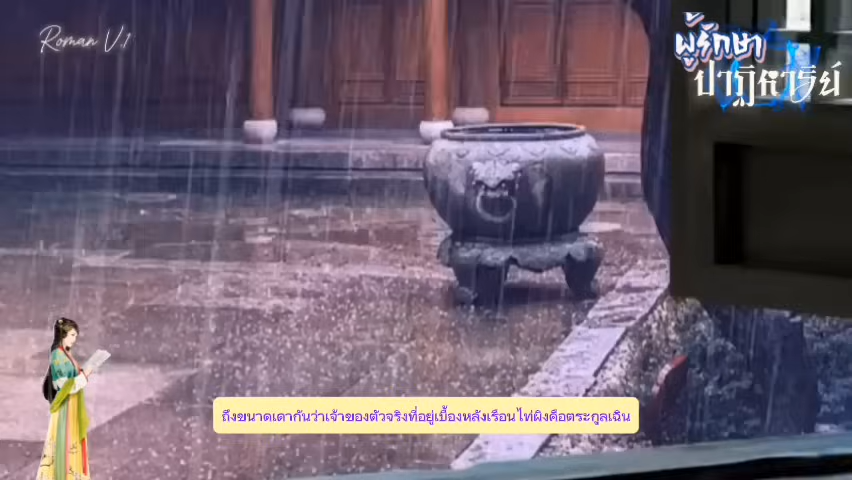 Roman V.1
ผู้รักษา
ปาฏิหาริย์
ถึงขนาดเดากันว่าเจ้าของตัวจริงที่อยู่เบื้องหลังเรือนไท่ผิงคือตระกูลเฉิน